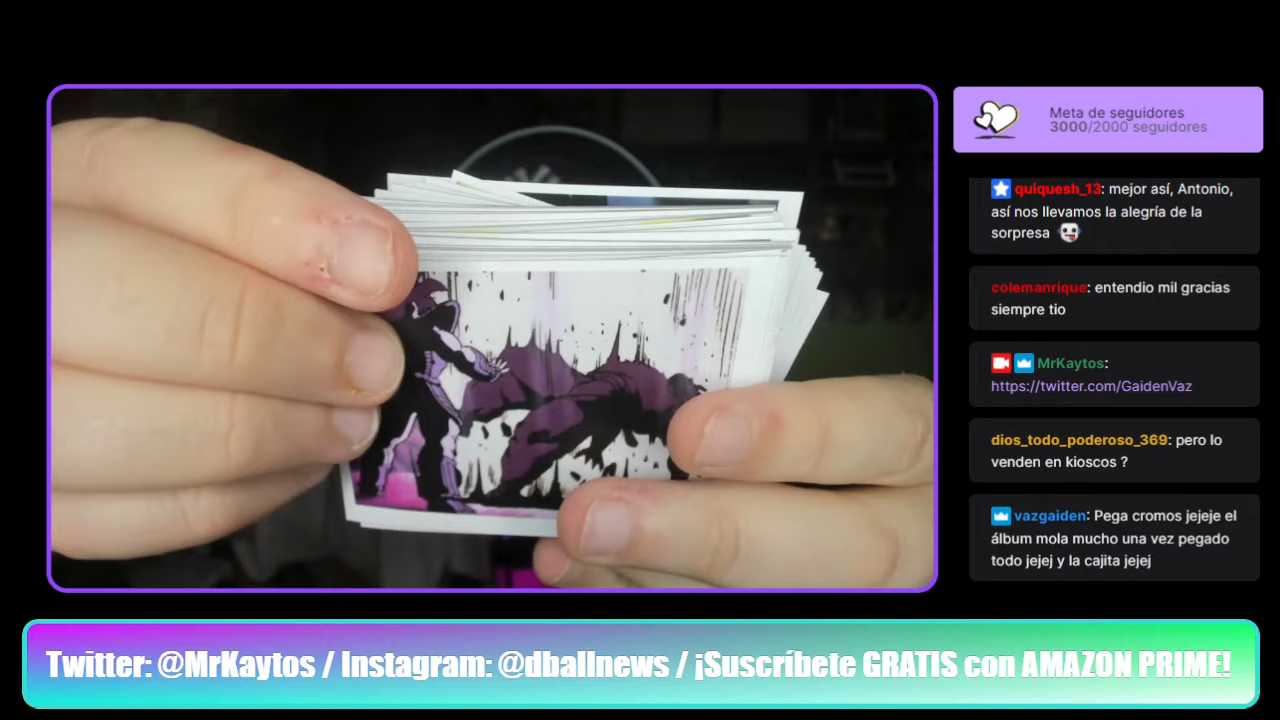 Meta de seguidores
3000/2000 seguidores
quiquesh_13: mejor así, Antonio,
así nos llevamos la alegría de la
sorpresa
colemanrique: entendio mil gracias
siempre tio
MrKaytos:
https://twitter.com/GaidenVaz
dios_todo_poderoso_369: pero lo
venden en kioscos ?
vazgaiden: Pega cromos jejeje el
álbum mola mucho una vez pegado
todo jejej y la cajita jejej
Twitter: @MrKaytos / Instagram: @dballnews / ¡Suscríbete GRATIS con AMAZON PRIME!